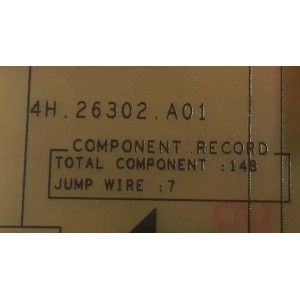 4H.26302.A01
COMPONENT RECORD
TOTAL COMPONENT :148
JUMP WIRE :7